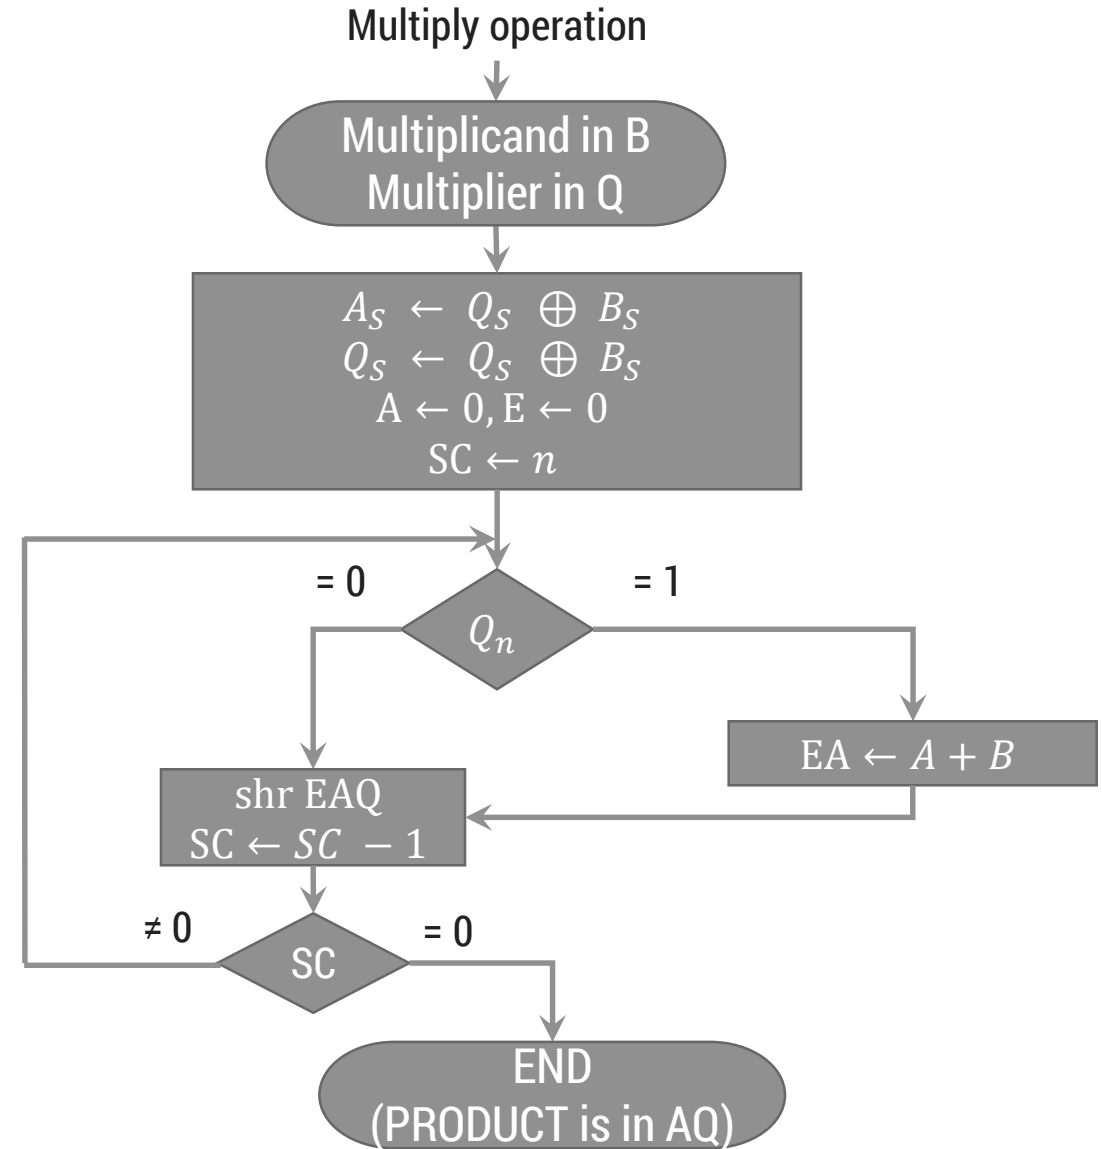 Multiply operation
Multiplicand in B
Multiplier in Q
A_S ← Q_S ⊕ B_S
Q_S ← Q_S ⊕ B_S
A ← 0, E ← 0
SC ← n
= 0
= 1
Q_n
EA ← A + B
shr EAQ
SC ← SC − 1
≠ 0
= 0
SC
END
(PRODUCT is in AQ)